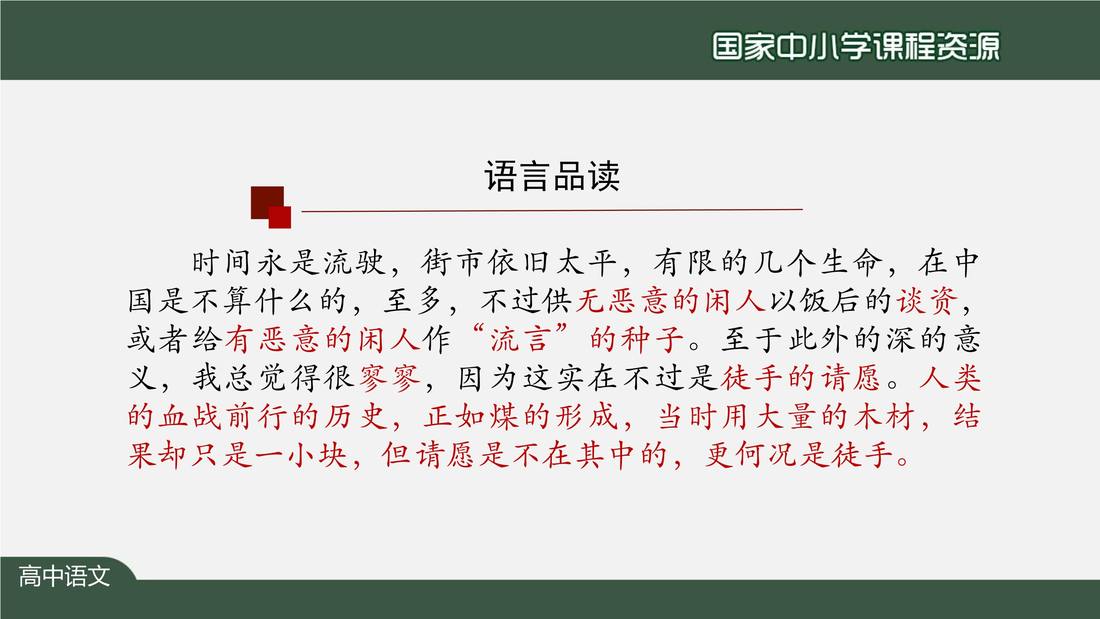 国家中小学课程资源
语言品读
时间永是流驶，街市依旧太平，有限的几个生命，在中
国是不算什么的，至多，不过供无恶意的闲人以饭后的谈资，
或者给有恶意的闲人作“流言”的种子。至于此外的深的意
义，我总觉得很寥寥，因为这实在不过是徒手的请愿。人类
的血战前行的历史，正如煤的形成，当时用大量的木材，结
果却只是一小块，但请愿是不在其中的，更何况是徒手。
高中语文